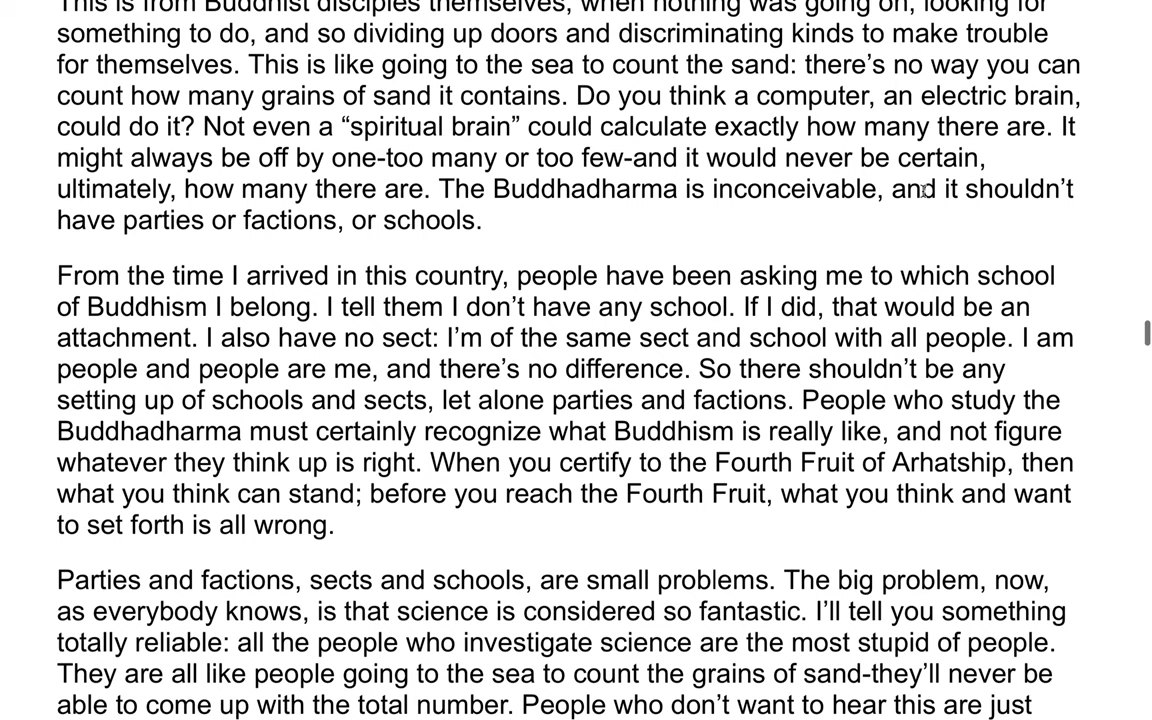 This is from Buddhist disciples themselves, when nothing was going on, looking for
something to do, and so dividing up doors and discriminating kinds to make trouble
for themselves. This is like going to the sea to count the sand: there’s no way you can
count how many grains of sand it contains. Do you think a computer, an electric brain,
could do it? Not even a “spiritual brain” could calculate exactly how many there are. It
might always be off by one-too many or too few-and it would never be certain,
ultimately, how many there are. The Buddhadharma is inconceivable, and it shouldn’t
have parties or factions, or schools.
From the time I arrived in this country, people have been asking me to which school
of Buddhism I belong. I tell them I don’t have any school. If I did, that would be an
attachment. I also have no sect: I’m of the same sect and school with all people. I am
people and people are me, and there’s no difference. So there shouldn’t be any
setting up of schools and sects, let alone parties and factions. People who study the
Buddhadharma must certainly recognize what Buddhism is really like, and not figure
whatever they think up is right. When you certify to the Fourth Fruit of Arhatship, then
what you think can stand; before you reach the Fourth Fruit, what you think and want
to set forth is all wrong.
Parties and factions, sects and schools, are small problems. The big problem, now,
as everybody knows, is that science is considered so fantastic. I’ll tell you something
totally reliable: all the people who investigate science are the most stupid of people.
They are all like people going to the sea to count the grains of sand-they’ll never be
able to come up with the total number. People who don’t want to hear this are just